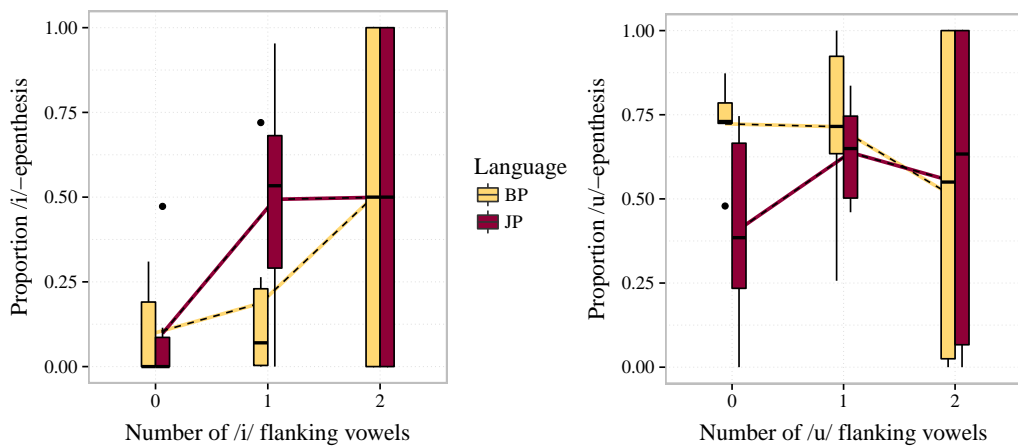 Proportion /i/−epenthesis
1.00
0.75
0.50
0.25
0.00
0
1
2
Number of /i/ flanking vowels
Language
BP
JP
Proportion /u/−epenthesis
1.00
0.75
0.50
0.25
0.00
0
1
2
Number of /u/ flanking vowels